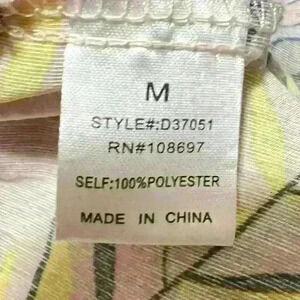 M
STYLE#:D37051
RN#108697
SELF:100%POLYESTER
MADE IN CHINA